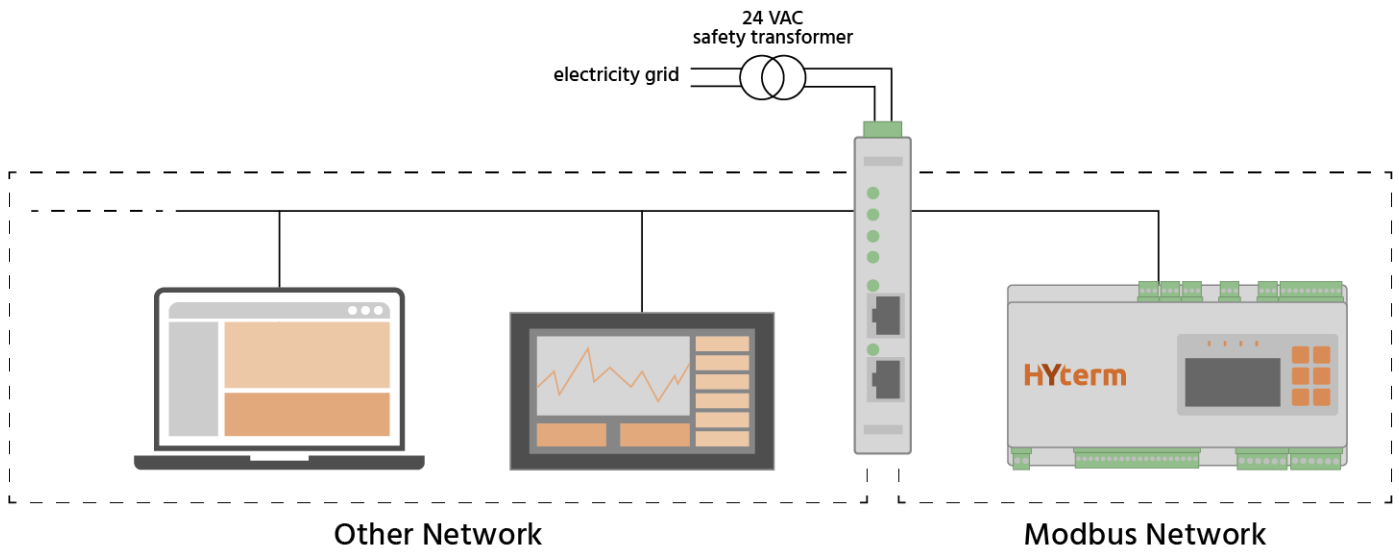 24 VAC
safety transformer
electricity grid
HYterm
Other Network
Modbus Network